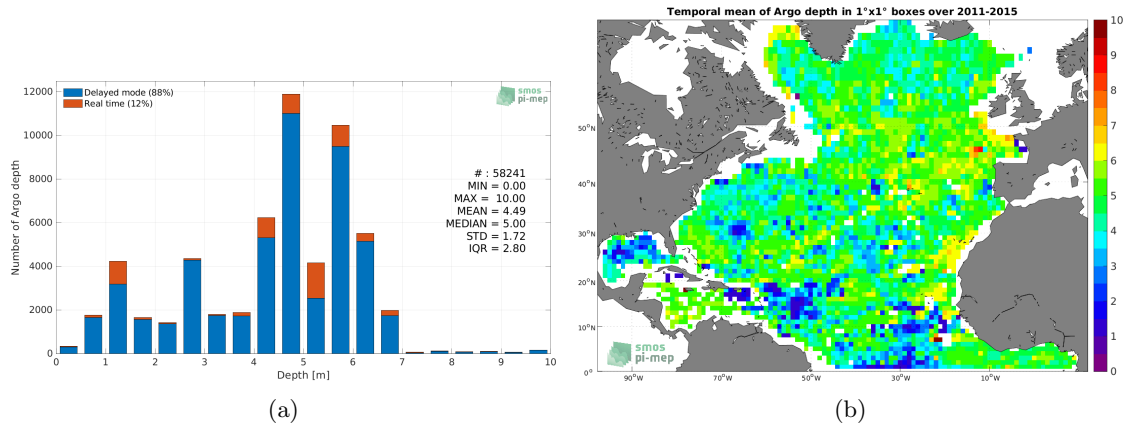 Delayed mode (88%)
Real time (12%)
smos
pi-mep
# : 58241
MIN = 0.00
MAX = 10.00
MEAN = 4.49
MEDIAN = 5.00
STD = 1.72
IQR = 2.80
Number of Argo depth
12000
10000
8000
6000
4000
2000
0
0 1 2 3 4 5 6 7 8 9 10
Depth [m]
(a)
Temporal mean of Argo depth in 1°x1° boxes over 2011-2015
50°N
40°N
30°N
20°N
10°N
0°
90°W 70°W 50°W 30°W 10°W
smos
pi-mep
10
9
8
7
6
5
4
3
2
1
0
(b)